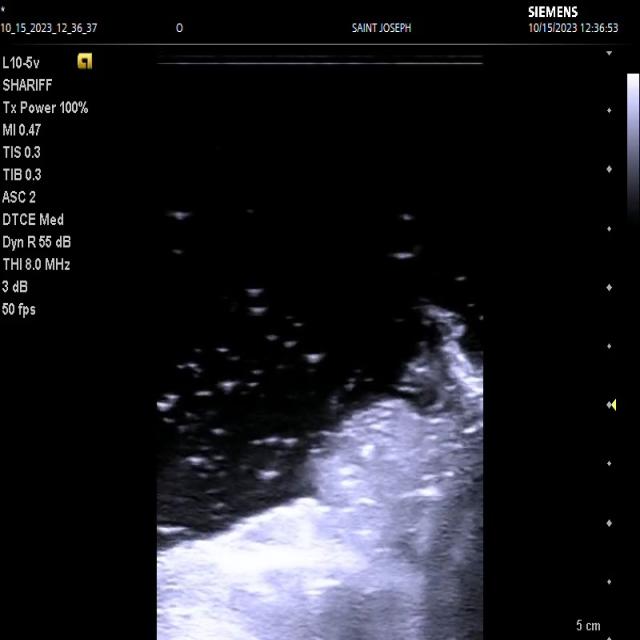 SIEMENS
10_15_2023_12_36_37 O SAINT JOSEPH 10/15/2023 12:36:53
L10-5v
SHARIFF
Tx Power 100%
MI 0.47
TIS 0.3
TIB 0.3
ASC 2
DTCE Med
Dyn R 55 dB
THI 8.0 MHz
3 dB
50 fps
5 cm